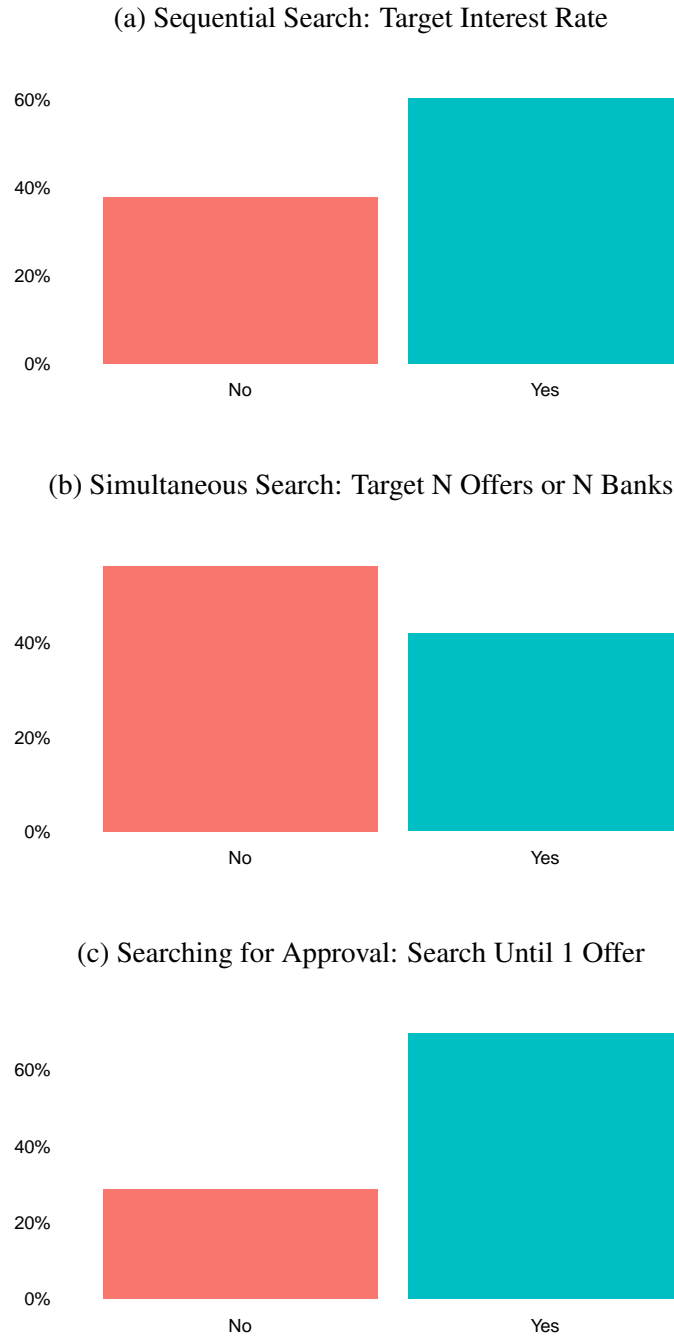 (a) Sequential Search: Target Interest Rate
60%
40%
20%
0%
No Yes
(b) Simultaneous Search: Target N Offers or N Banks
40%
20%
0%
No Yes
(c) Searching for Approval: Search Until 1 Offer
60%
40%
20%
0%
No Yes